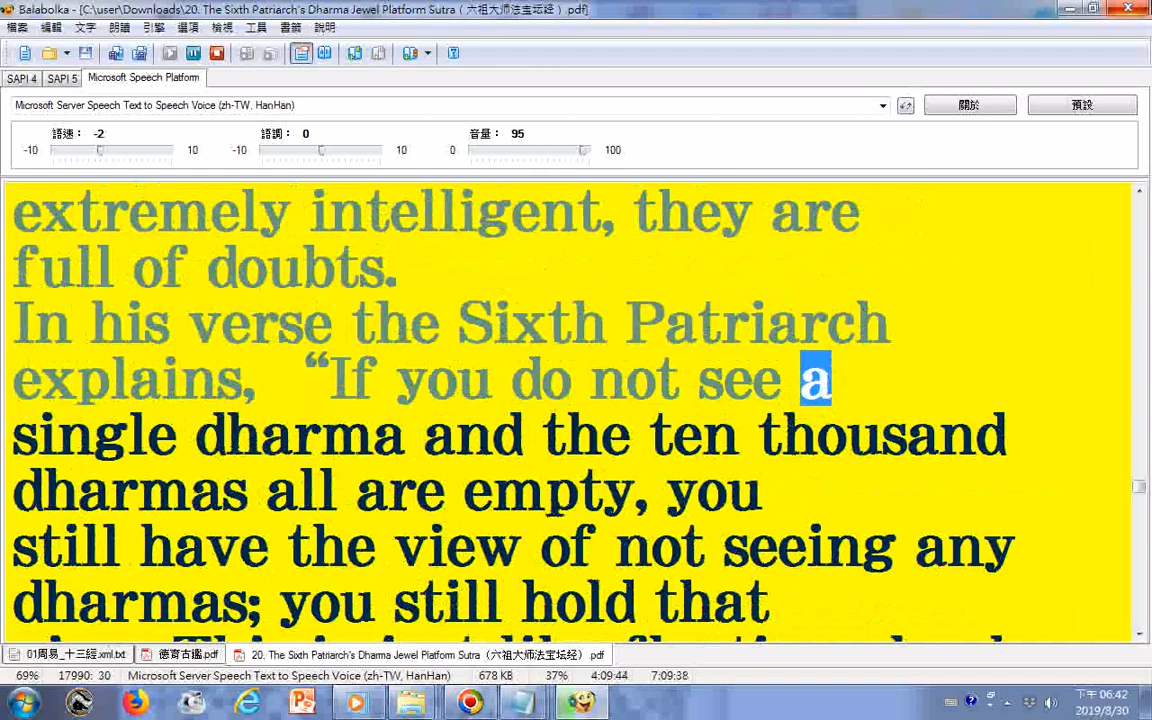 Balabolka - [C:\user\Downloads\20. The Sixth Patriarch's Dharma Jewel Platform Sutra（六祖大师法宝坛经）.pdf]
檔案 編輯 文字 朗讀 引擎 選項 檢視 工具 書籤 說明
SAPI 4 SAPI 5 Microsoft Speech Platform
Microsoft Server Speech Text to Speech Voice (zh-TW, HanHan) 關於 預設
語速： -2 語調： 0 音量： 95
-10 10 -10 10 0 100
extremely intelligent, they are
full of doubts.
In his verse the Sixth Patriarch
explains, “If you do not see a
single dharma and the ten thousand
dharmas all are empty, you
still have the view of not seeing any
dharmas; you still hold that
01周易_十三經.xml.txt 德育古鑑.pdf 20. The Sixth Patriarch's Dharma Jewel Platform Sutra（六祖大师法宝坛经）.pdf
69% 17990: 30 Microsoft Server Speech Text to Speech Voice (zh-TW, HanHan) 678 KB 37% 4:09:44 7:09:38
下午 06:42
2019/8/30